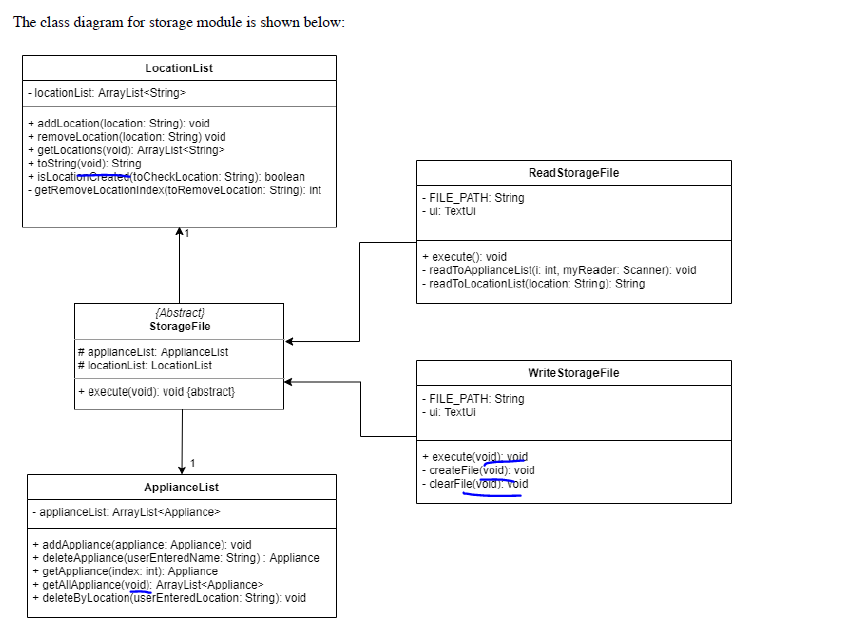 The class diagram for storage module is shown below:
LocationList
- locationList: ArrayList<String>
+ addLocation(location: String): void
+ removeLocation(location: String) void
+ getLocations(void): ArrayList<String>
+ toString(void): String
+ isLocationCreated(toCheckLocation: String): boolean
- getRemoveLocationIndex(toRemoveLocation: String): int
1
{Abstract}
StorageFile
# applianceList: ApplianceList
# locationList: LocationList
+ execute(void): void {abstract}
1
ApplianceList
- applianceList: ArrayList<Appliance>
+ addAppliance(appliance: Appliance): void
+ deleteAppliance(userEnteredName: String) : Appliance
+ getAppliance(index: int): Appliance
+ getAllAppliance(void): ArrayList<Appliance>
+ deleteByLocation(userEnteredLocation: String): void
ReadStorageFile
- FILE_PATH: String
- ui: TextUi
+ execute(): void
- readToApplianceList(i: int, myReader: Scanner): void
- readToLocationList(location: String): String
WriteStorageFile
- FILE_PATH: String
- ui: TextUi
+ execute(void): void
- createFile(void): void
- clearFile(void): void